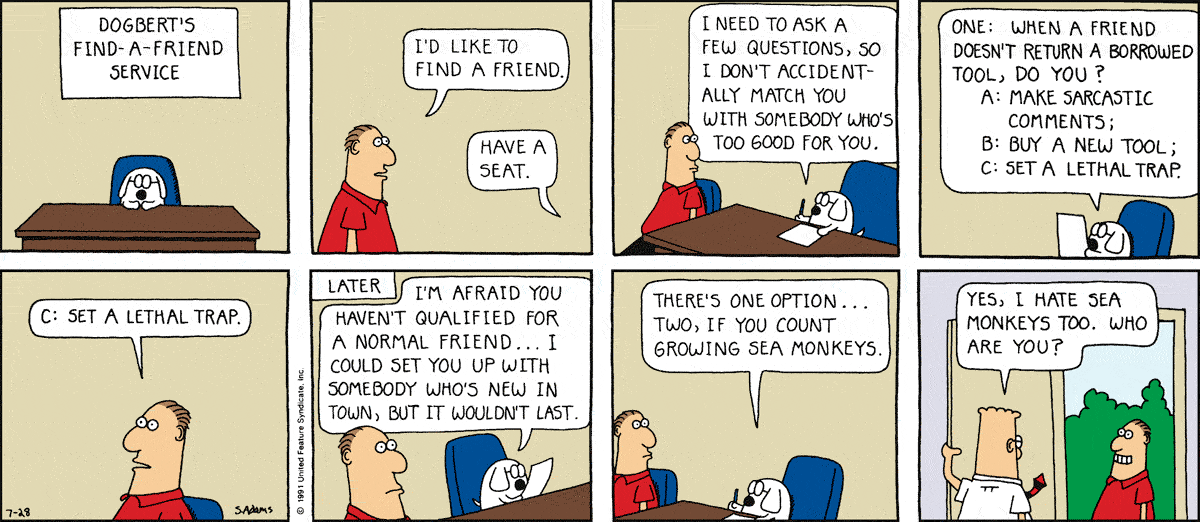 DOGBERT'S
FIND-A-FRIEND
SERVICE
I'D LIKE TO
FIND A FRIEND.
HAVE A
SEAT.
I NEED TO ASK A
FEW QUESTIONS, SO
I DON'T ACCIDENT-
ALLY MATCH YOU
WITH SOMEBODY WHO'S
TOO GOOD FOR YOU.
ONE: WHEN A FRIEND
DOESN'T RETURN A BORROWED
TOOL, DO YOU?
A: MAKE SARCASTIC
COMMENTS;
B: BUY A NEW TOOL;
C: SET A LETHAL TRAP.
C: SET A LETHAL TRAP.
7-28
S.Adams
© 1991 United Feature Syndicate, Inc.
LATER
I'M AFRAID YOU
HAVEN'T QUALIFIED FOR
A NORMAL FRIEND... I
COULD SET YOU UP WITH
SOMEBODY WHO'S NEW IN
TOWN, BUT IT WOULDN'T LAST.
THERE'S ONE OPTION...
TWO, IF YOU COUNT
GROWING SEA MONKEYS.
YES, I HATE SEA
MONKEYS TOO. WHO
ARE YOU?